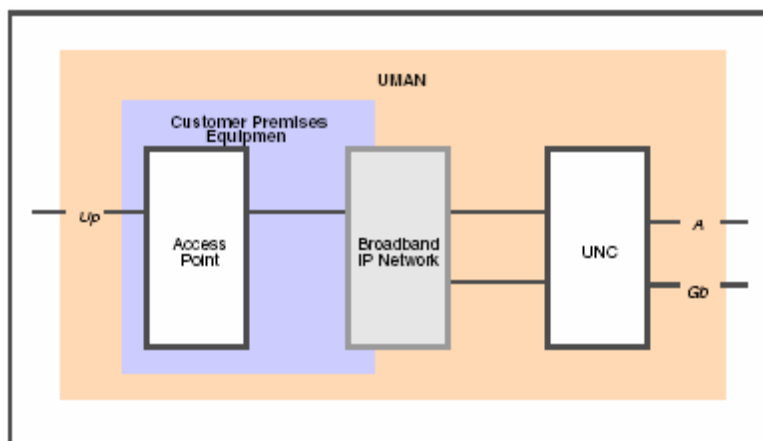 UMAN
Customer Premises
Equipmen
Up
Access
Point
Broadband
IP Network
UNC
A
Gb